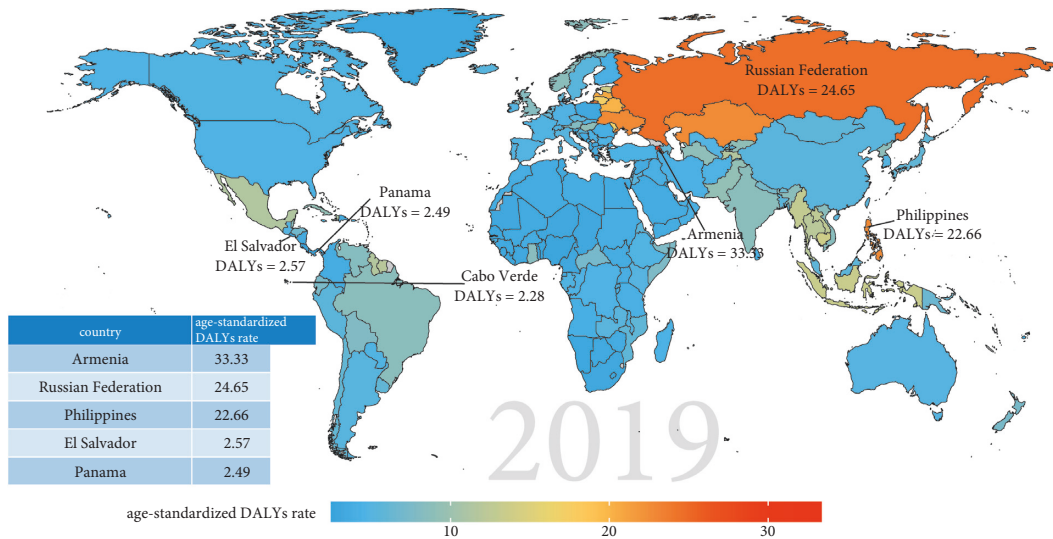 Russian Federation
DALYs = 24.65
Panama
DALYs = 2.49
El Salvador
DALYs = 2.57
Cabo Verde
DALYs = 2.28
Armenia
DALYs = 33.33
Philippines
DALYs = 22.66
country age-standardized DALYs rate
Armenia 33.33
Russian Federation 24.65
Philippines 22.66
El Salvador 2.57
Panama 2.49
2019
age-standardized DALYs rate
10 20 30